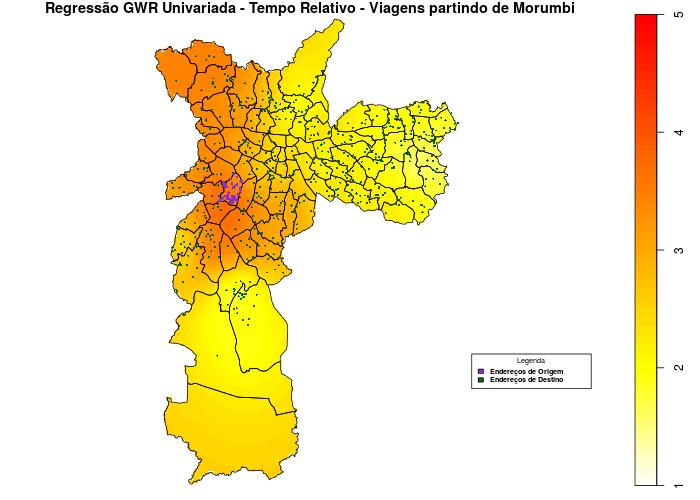 Regressão GWR Univariada - Tempo Relativo - Viagens partindo de Morumbi
5
4
3
2
1
Legenda
Endereços de Origem
Endereços de Destino